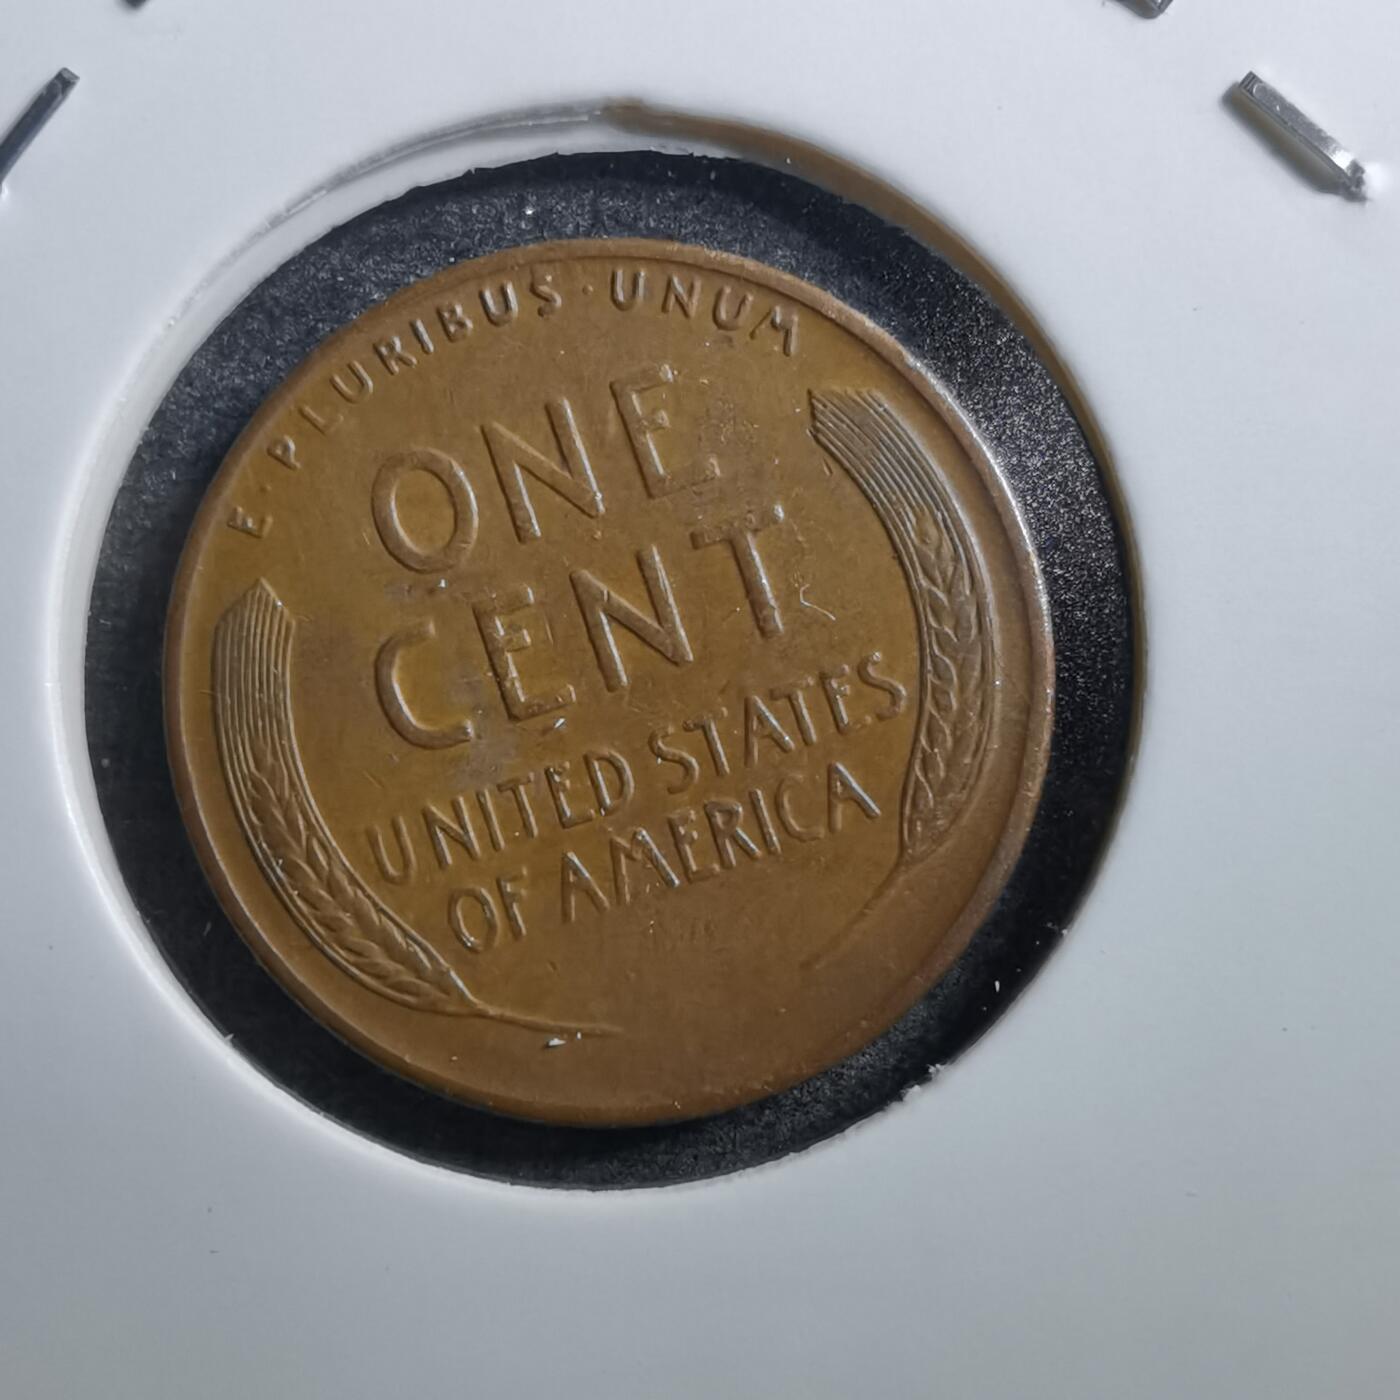 E · PLURIBUS · UNUM
ONE
CENT
UNITED STATES
OF AMERICA